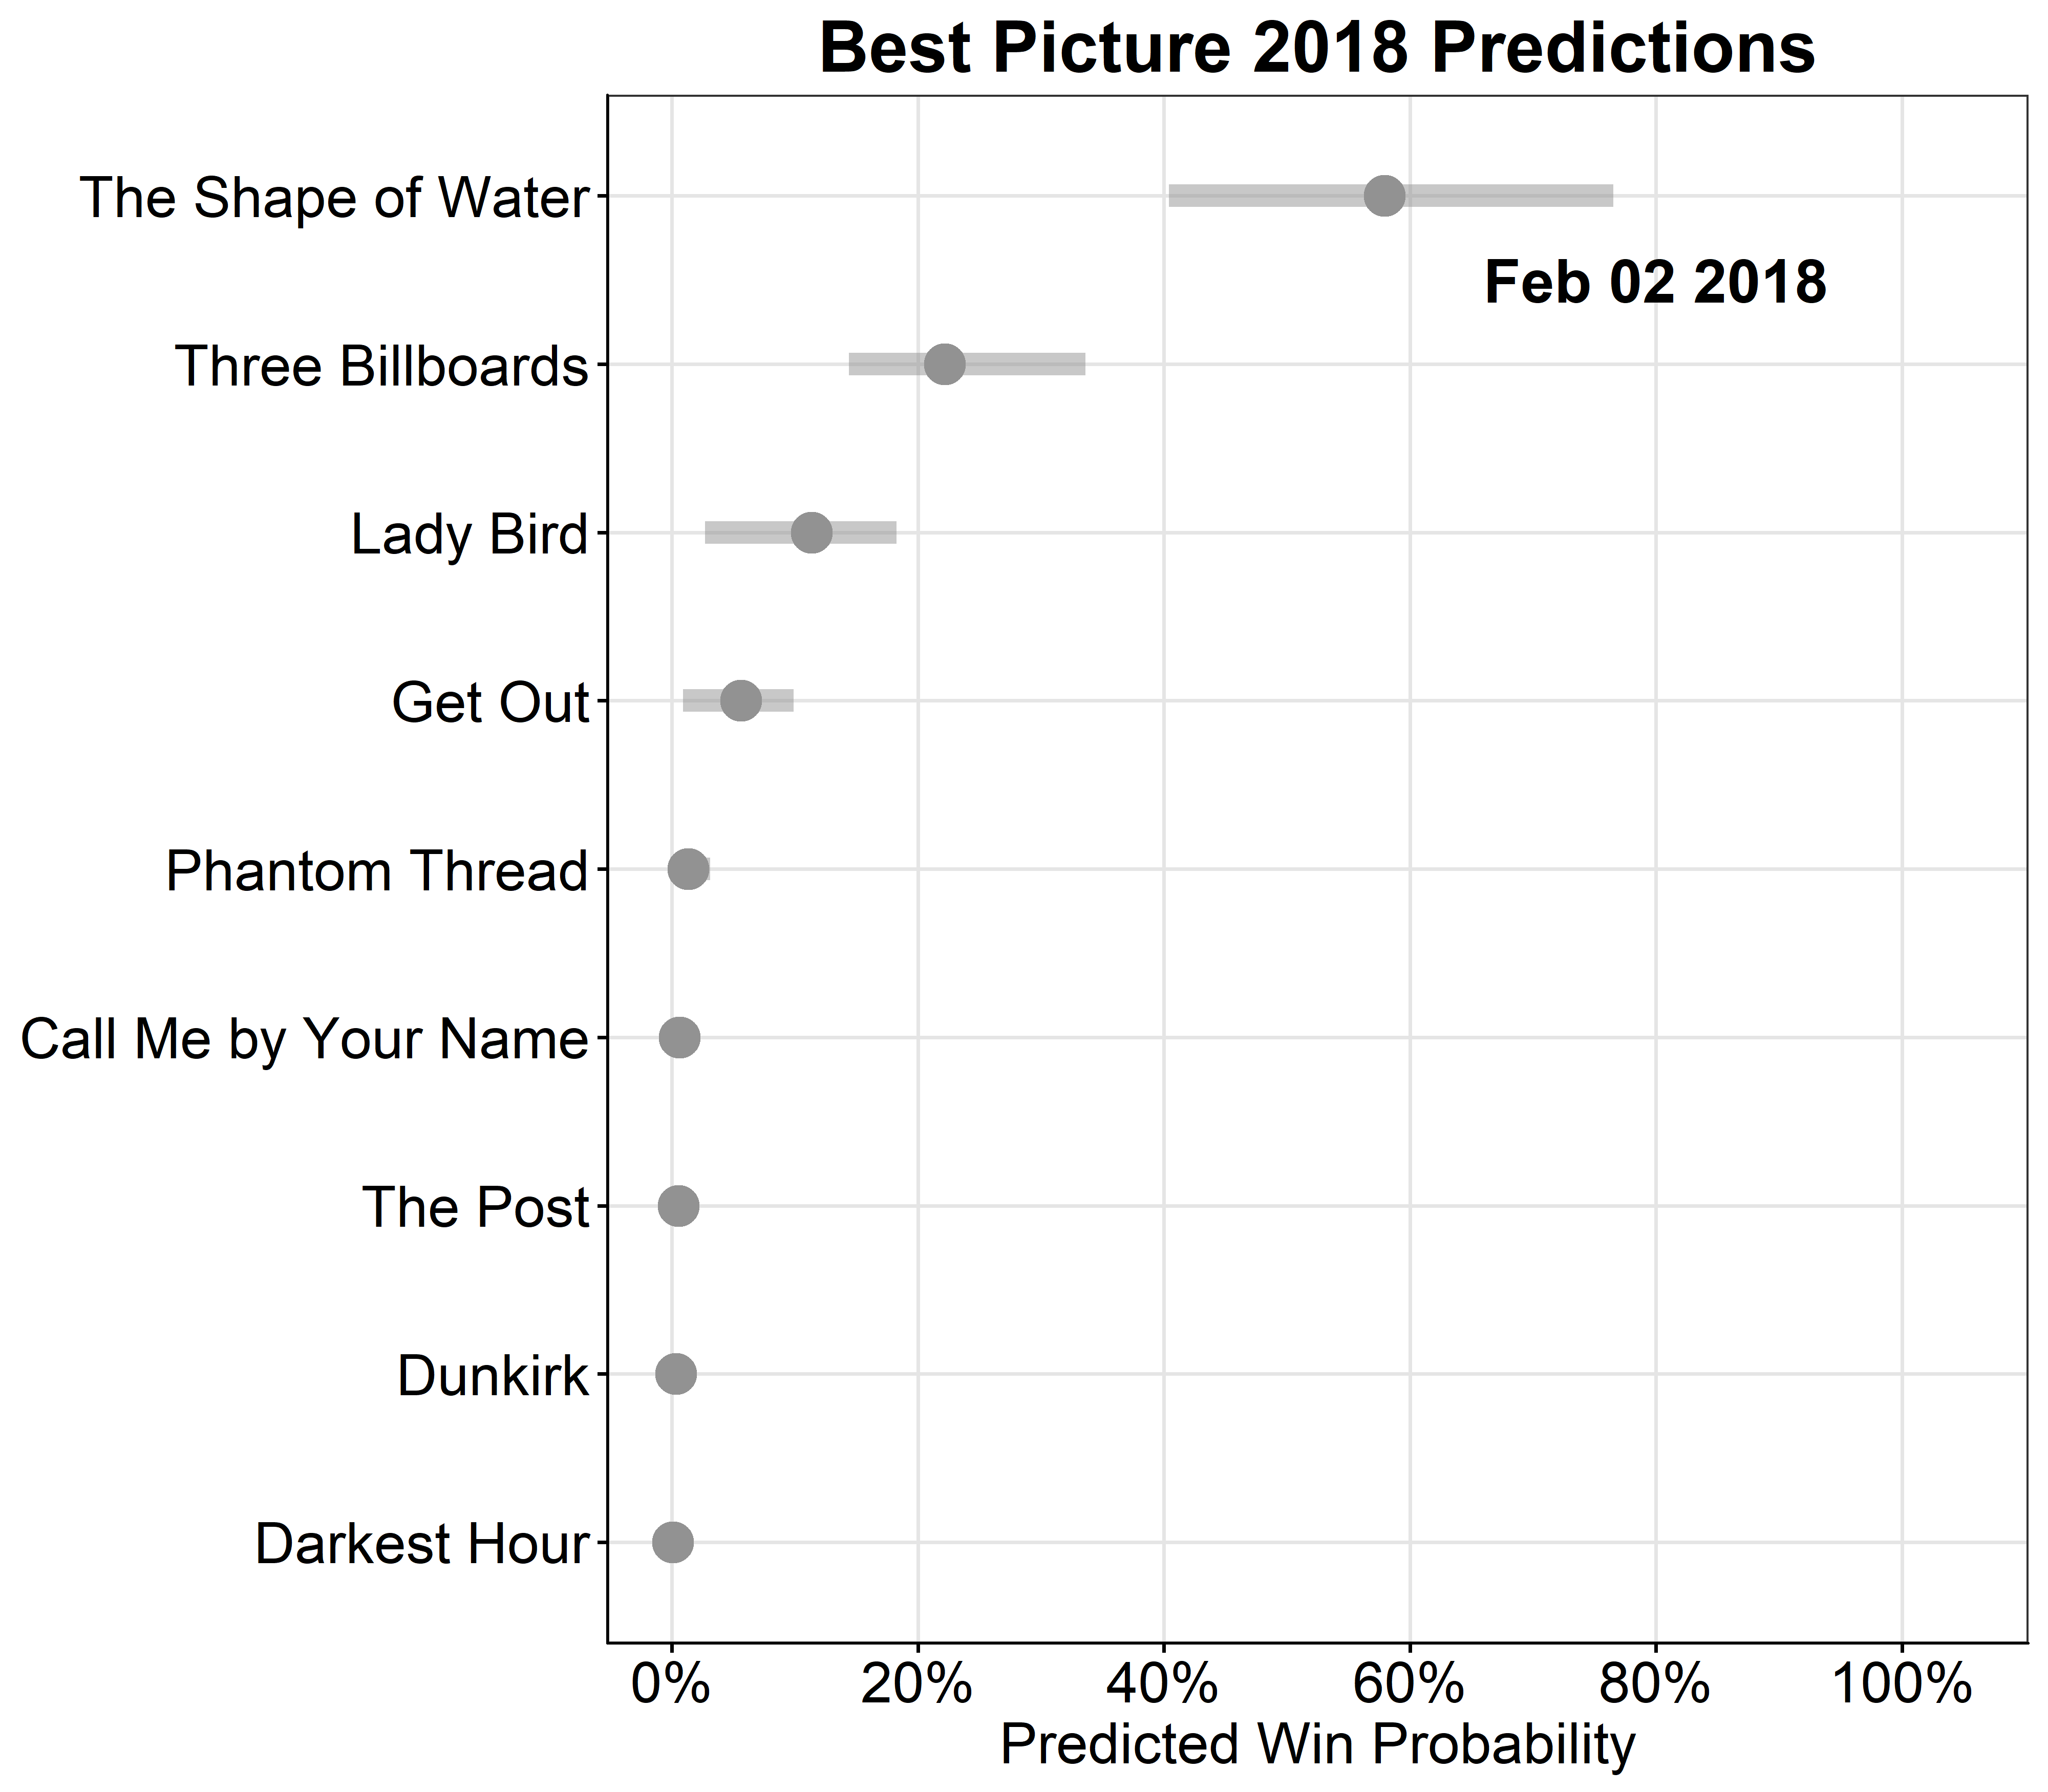 Best Picture 2018 Predictions
The Shape of Water
Feb 02 2018
Three Billboards
Lady Bird
Get Out
Phantom Thread
Call Me by Your Name
The Post
Dunkirk
Darkest Hour
0% 20% 40% 60% 80% 100%
Predicted Win Probability